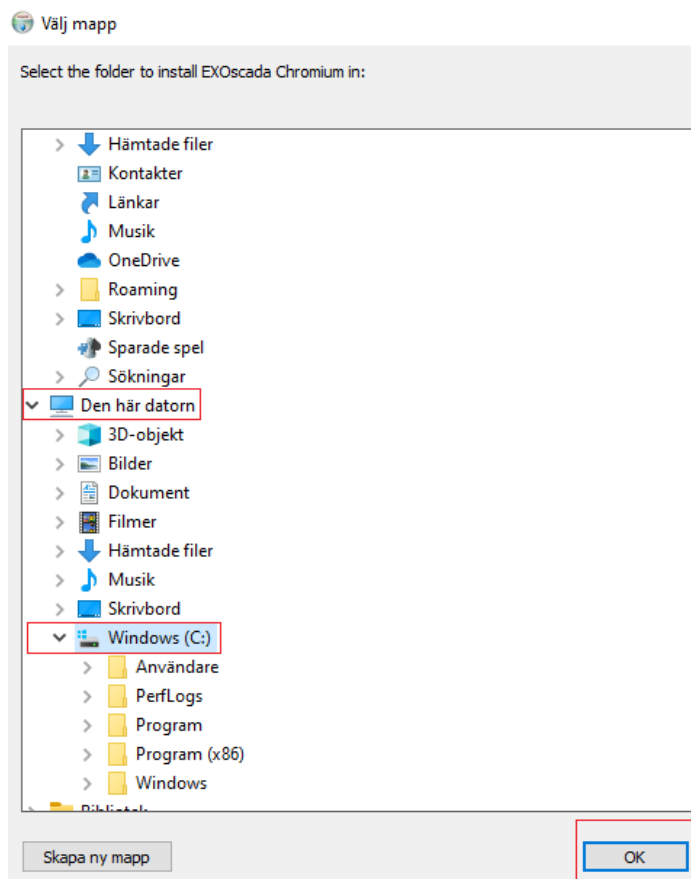 Välj mapp
Select the folder to install EXOscada Chromium in:
Hämtade filer
Kontakter
Länkar
Musik
OneDrive
Roaming
Skrivbord
Sparade spel
Sökningar
Den här datorn
3D-objekt
Bilder
Dokument
Filmer
Hämtade filer
Musik
Skrivbord
Windows (C:)
Användare
PerfLogs
Program
Program (x86)
Windows
Skapa ny mapp
OK